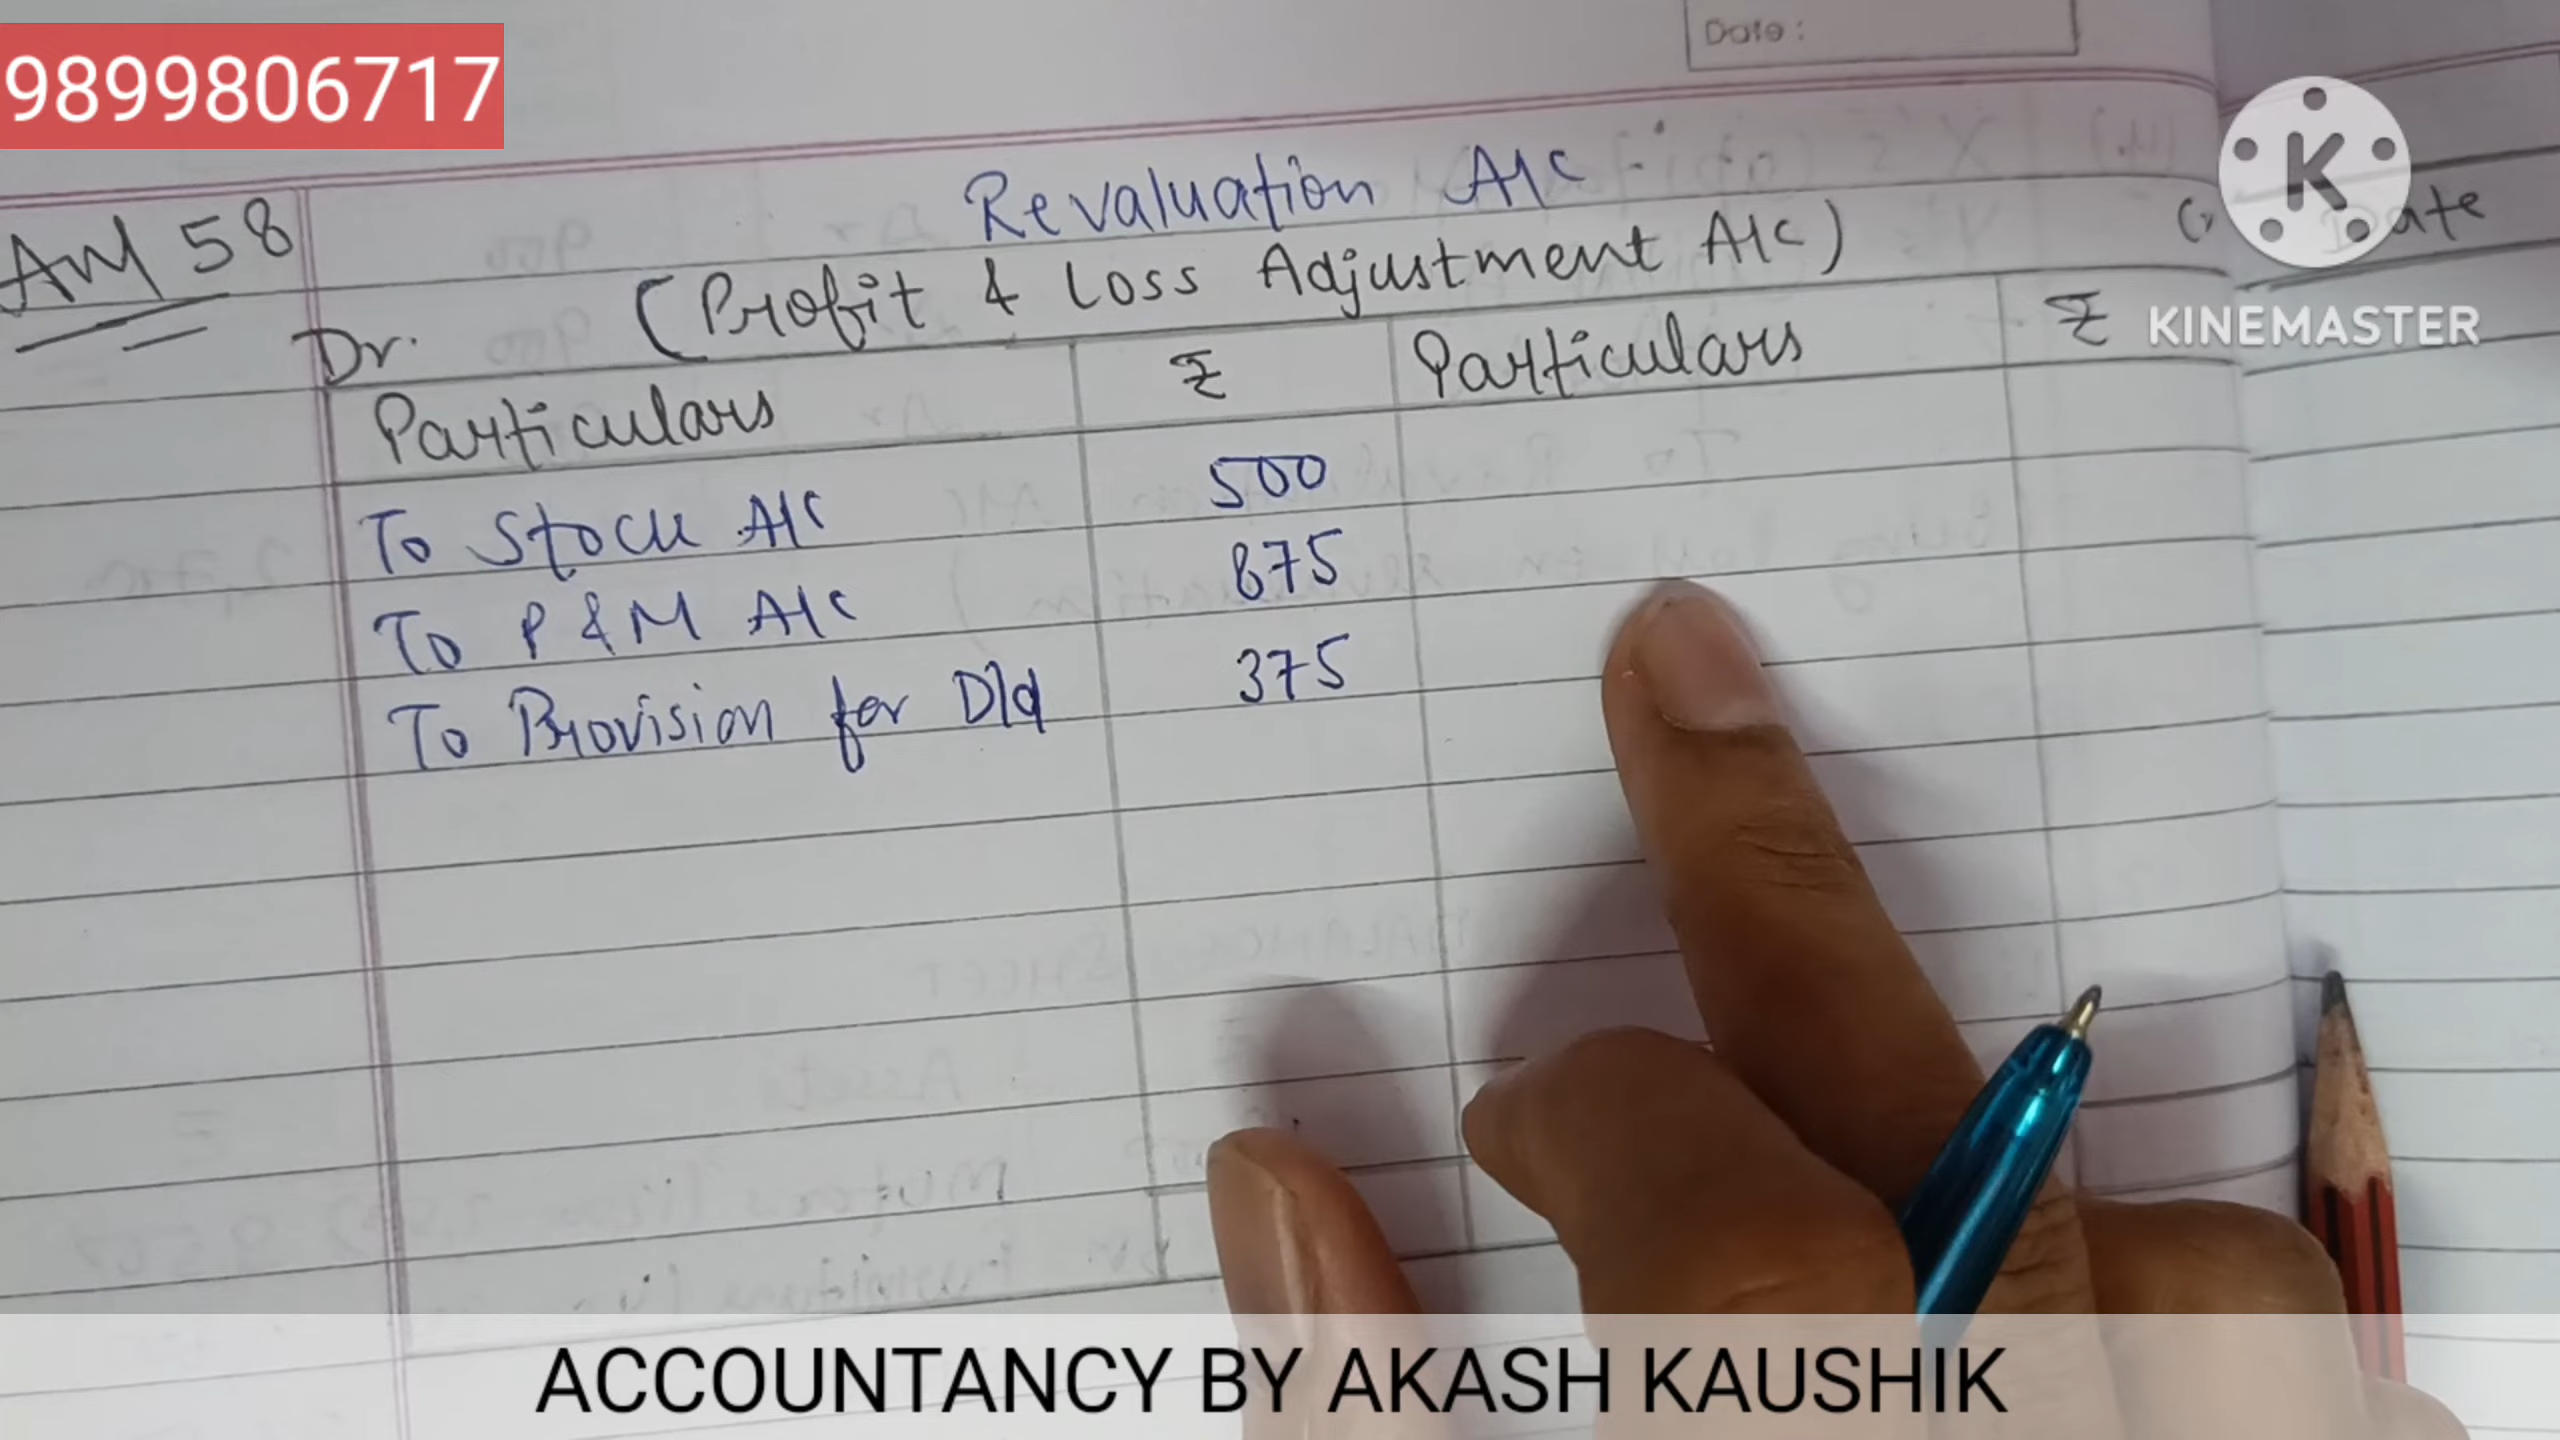 9899806717
Date :
Ans 58
Revaluation A/c
(Profit & Loss Adjustment A/c)
Date
KINEMASTER
Dr.
Particulars ₹ Particulars ₹
To Stock A/c 500
To P&M A/c 875
To Provision for D/d 375
ACCOUNTANCY BY AKASH KAUSHIK